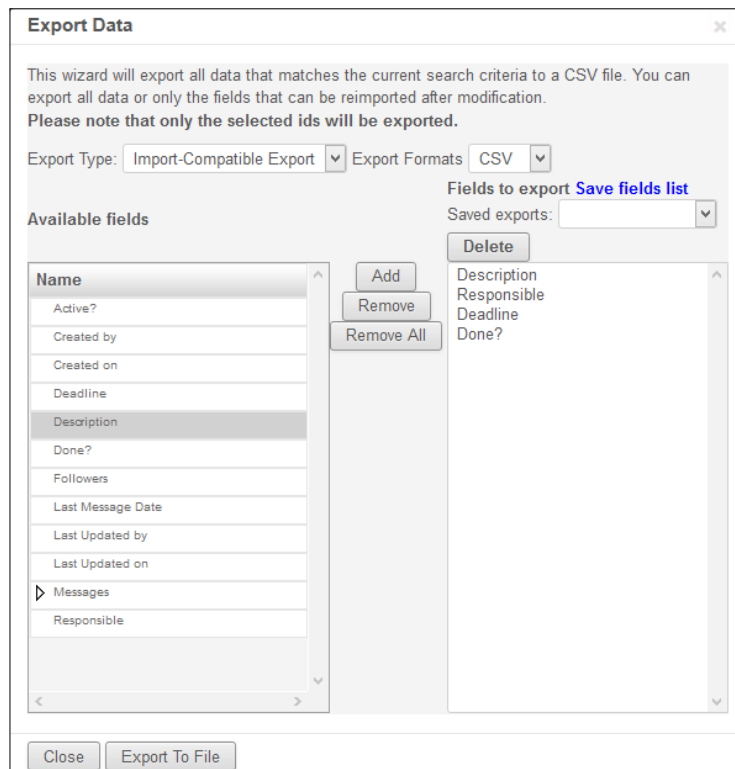 Export Data
This wizard will export all data that matches the current search criteria to a CSV file. You can
export all data or only the fields that can be reimported after modification.
Please note that only the selected ids will be exported.
Export Type: Import-Compatible Export Export Formats CSV
Fields to export Save fields list
Available fields
Saved exports:
Delete
Name
Active?
Created by
Created on
Deadline
Description
Done?
Followers
Last Message Date
Last Updated by
Last Updated on
Messages
Responsible
Add
Remove
Remove All
Description
Responsible
Deadline
Done?
Close Export To File